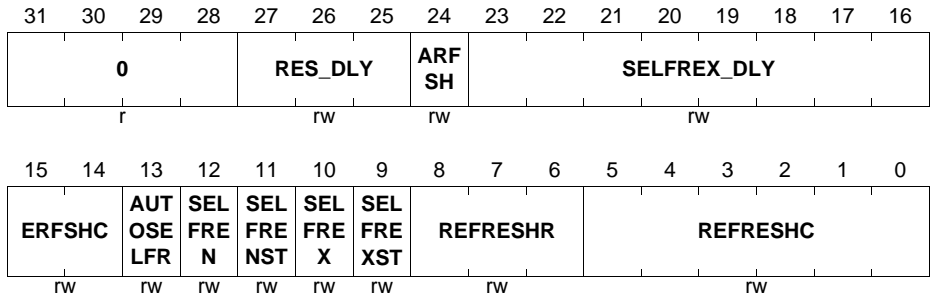 31 30 29 28 27 26 25 24 23 22 21 20 19 18 17 16
0 RES_DLY ARF SH SELFREX_DLY
r rw rw rw
15 14 13 12 11 10 9 8 7 6 5 4 3 2 1 0
ERFSHC AUT OSE LFR SEL FRE N SEL FRE NST SEL FRE X SEL FRE XST REFRESHR REFRESHC
rw rw rw rw rw rw rw rw